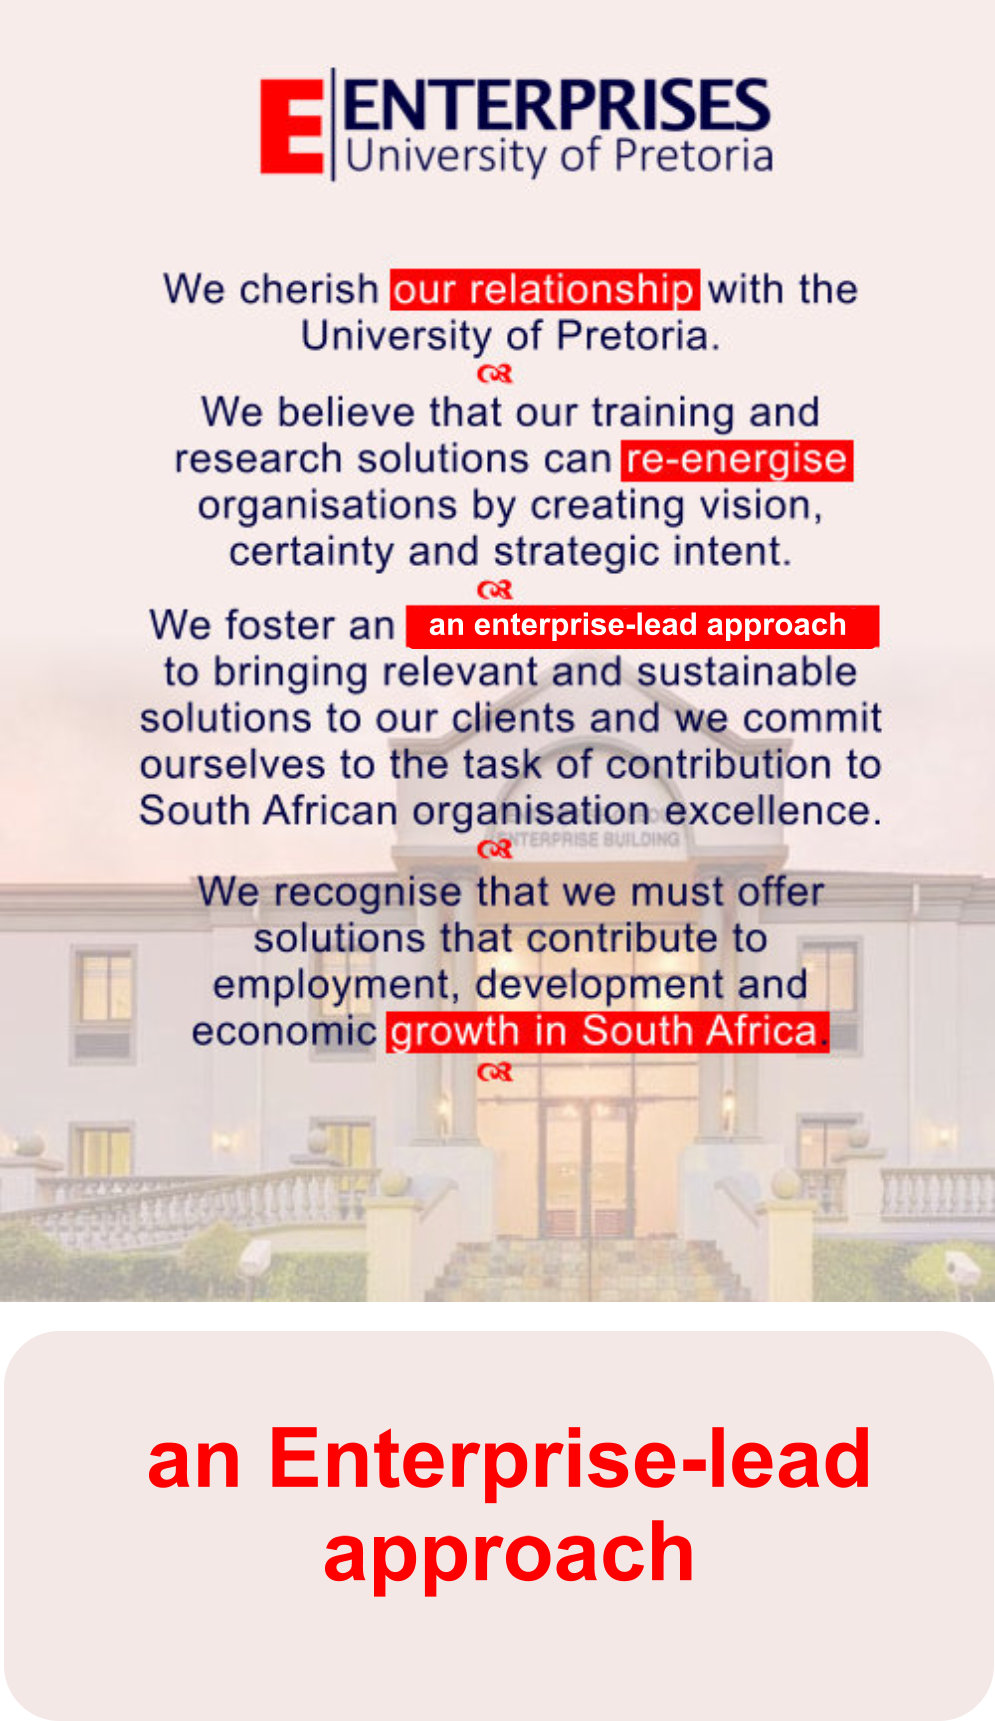 E ENTERPRISES
University of Pretoria
We cherish our relationship with the
University of Pretoria.
We believe that our training and
research solutions can re-energise
organisations by creating vision,
certainty and strategic intent.
We foster an an enterprise-lead approach
to bringing relevant and sustainable
solutions to our clients and we commit
ourselves to the task of contribution to
South African organisation excellence.
ENTERPRISE BUILDING
We recognise that we must offer
solutions that contribute to
employment, development and
economic growth in South Africa.
an Enterprise-lead
approach